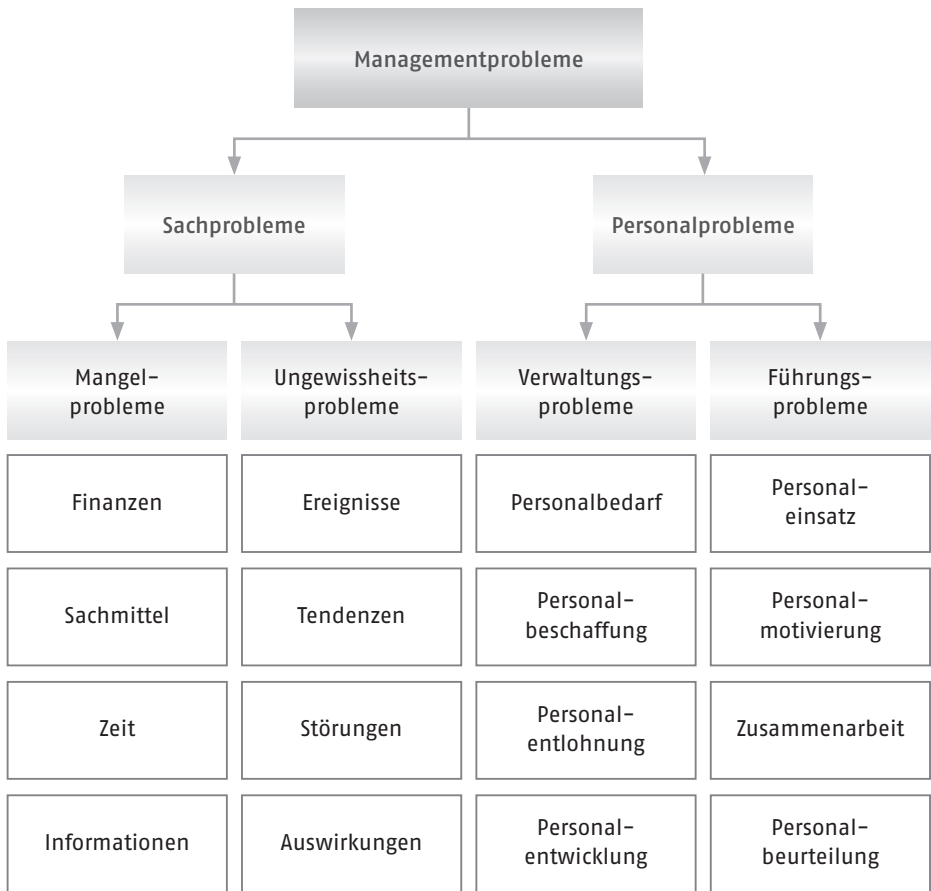 Managementprobleme
Sachprobleme
Personalprobleme
Mangel-
probleme
Ungewissheits-
probleme
Verwaltungs-
probleme
Führungs-
probleme
Finanzen
Ereignisse
Personalbedarf
Personal-
einsatz
Sachmittel
Tendenzen
Personal-
beschaffung
Personal-
motivierung
Zeit
Störungen
Personal-
entlohnung
Zusammenarbeit
Informationen
Auswirkungen
Personal-
entwicklung
Personal-
beurteilung